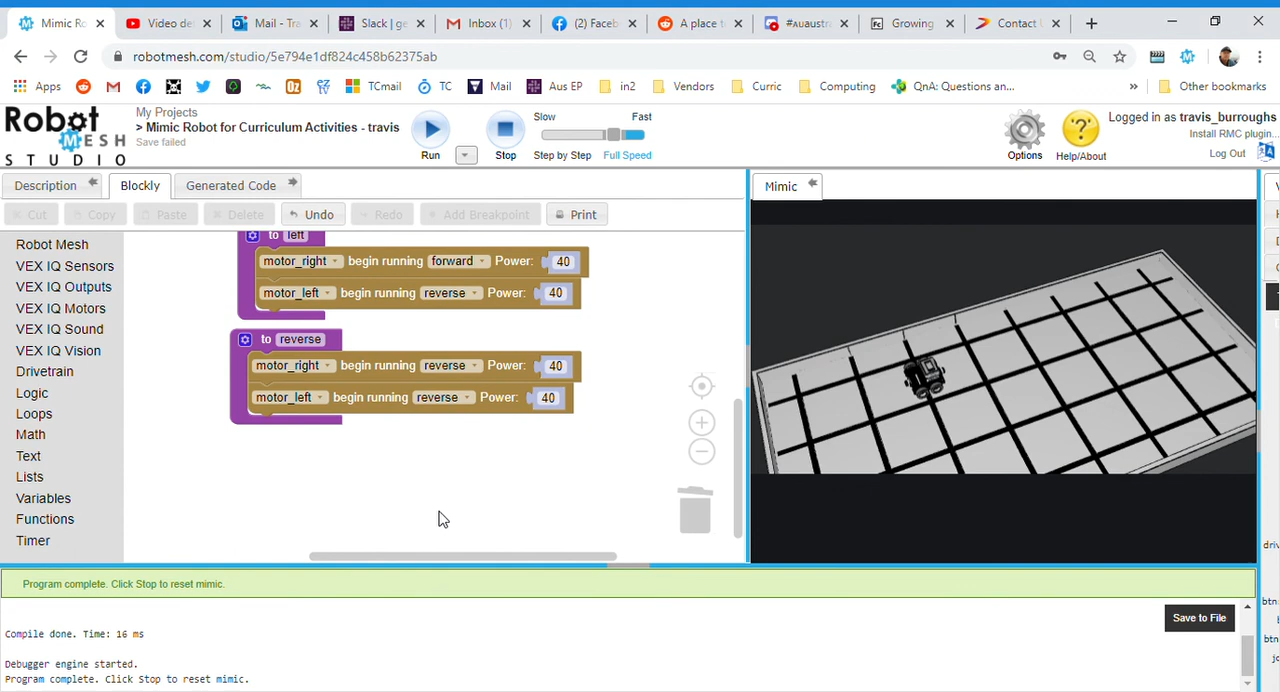 Mimic Ro
Video de
Mail - Tra
Slack | ge
Inbox (1)
(2) Faceb
A place t
#auaustr
Growing
Contact
robotmesh.com/studio/5e794e1df824c458b62375ab
Apps
TCmail
TC
Mail
Aus EP
in2
Vendors
Curric
Computing
QnA: Questions an...
»
Other bookmarks
Robot MESH STUDIO
My Projects
> Mimic Robot for Curriculum Activities - travis
Save failed
Run
Stop
Slow
Fast
Step by Step
Full Speed
Options
Help/About
Logged in as travis_burroughs
Install RMC plugin...
Log Out
Description
Blockly
Generated Code
Mimic
Cut
Copy
Paste
Delete
Undo
Redo
Add Breakpoint
Print
Robot Mesh
VEX IQ Sensors
VEX IQ Outputs
VEX IQ Motors
VEX IQ Sound
VEX IQ Vision
Drivetrain
Logic
Loops
Math
Text
Lists
Variables
Functions
Timer
to left
motor_right begin running forward Power: 40
motor_left begin running reverse Power: 40
to reverse
motor_right begin running reverse Power: 40
motor_left begin running reverse Power: 40
driv
btn
btn
Program complete. Click Stop to reset mimic.
Save to File
Compile done. Time: 16 ms
Debugger engine started.
Program complete. Click Stop to reset mimic.